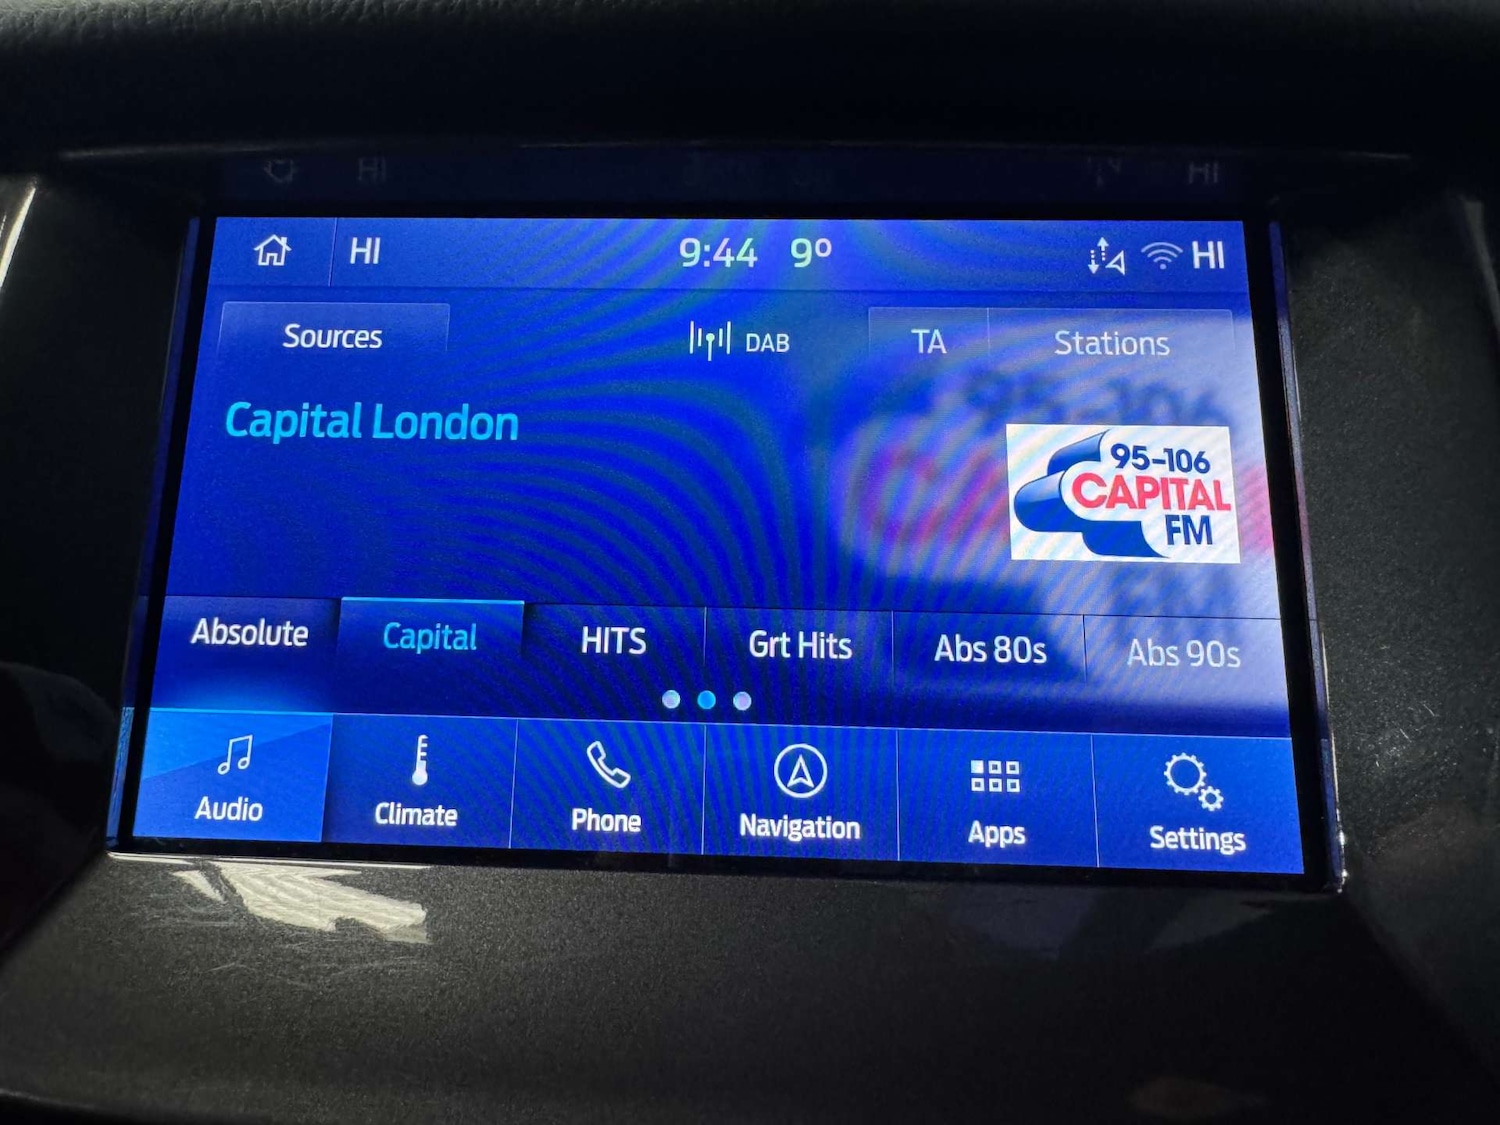 HI 9:44 9° HI
Sources DAB TA Stations
Capital London
95-106
CAPITAL
FM
Absolute Capital HITS Grt Hits Abs 80s Abs 90s
Audio Climate Phone Navigation Apps Settings